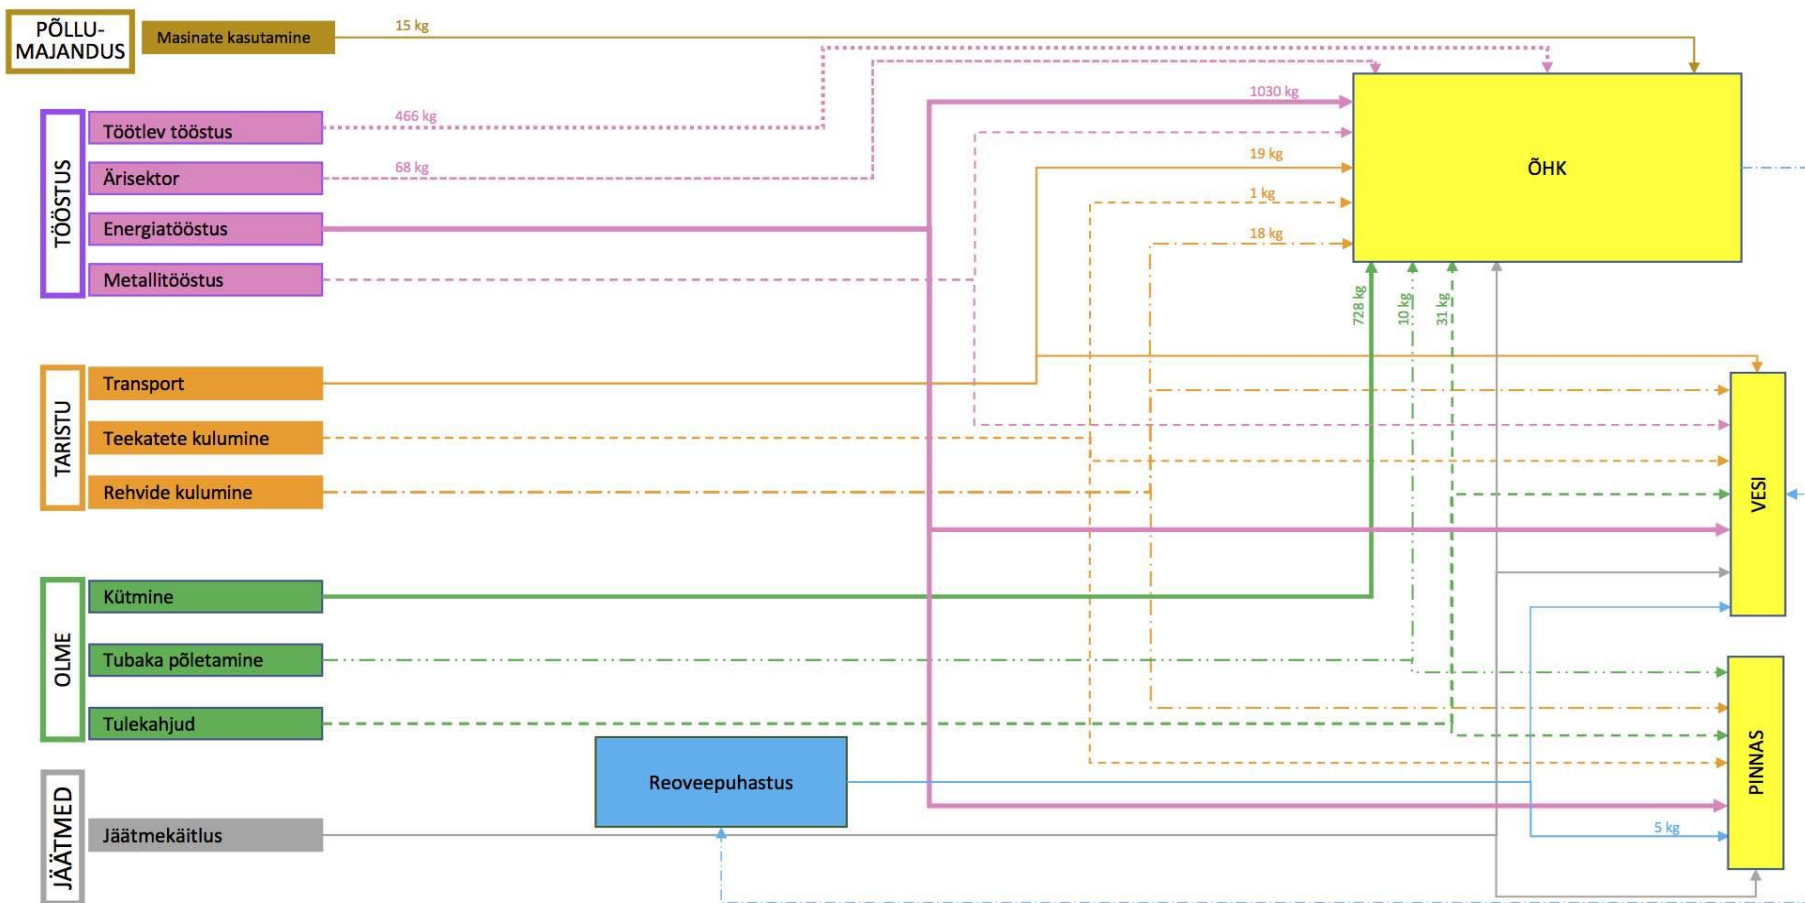 PÕLLU-
MAJANDUS
Masinate kasutamine
15 kg
TÖÖSTUS
Töötlev tööstus
466 kg
Ärisektor
68 kg
Energiatööstus
Metallitööstus
1030 kg
19 kg
1 kg
18 kg
ÕHK
728 kg
10 kg
31 kg
TARISTU
Transport
Teekatete kulumine
Rehvide kulumine
VESI
OLME
Kütmine
Tubaka põletamine
Tulekahjud
Reoveepuhastus
PINNAS
5 kg
JÄÄTMED
Jäätmekäitlus